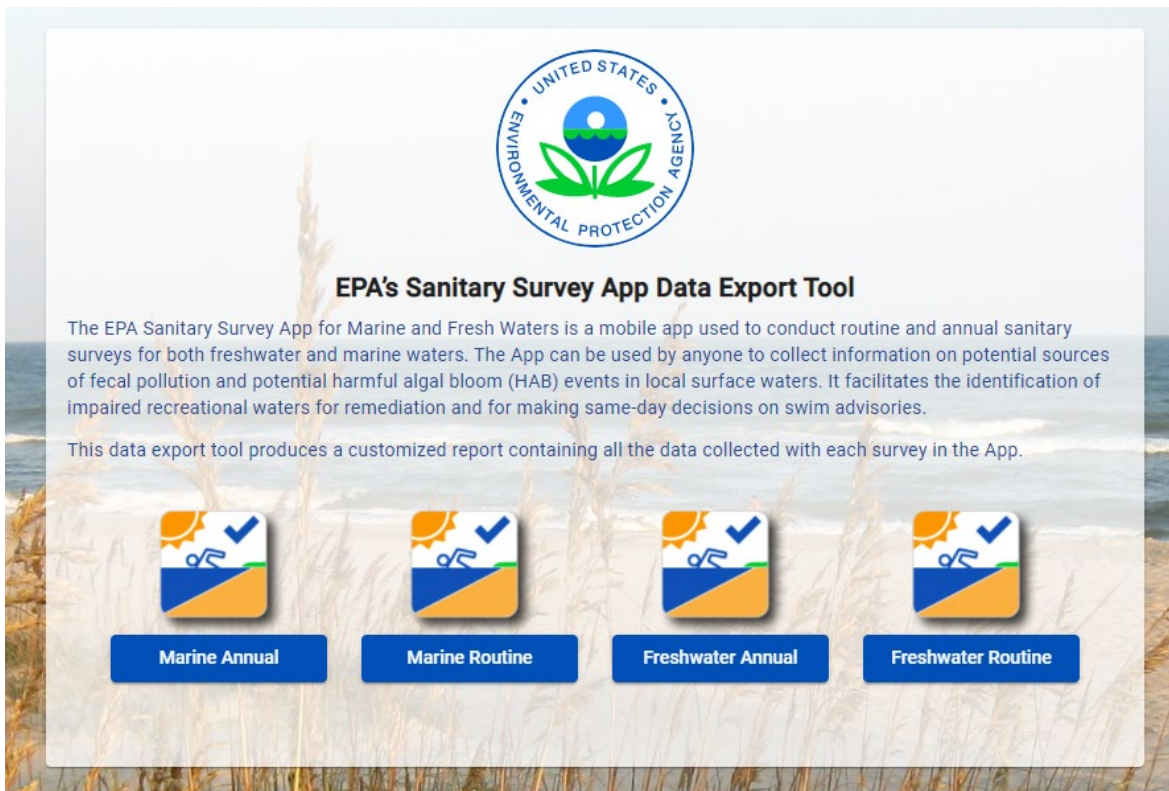 UNITED STATES
ENVIRONMENTAL PROTECTION AGENCY
EPA’s Sanitary Survey App Data Export Tool
The EPA Sanitary Survey App for Marine and Fresh Waters is a mobile app used to conduct routine and annual sanitary
surveys for both freshwater and marine waters. The App can be used by anyone to collect information on potential sources
of fecal pollution and potential harmful algal bloom (HAB) events in local surface waters. It facilitates the identification of
impaired recreational waters for remediation and for making same-day decisions on swim advisories.
This data export tool produces a customized report containing all the data collected with each survey in the App.
Marine Annual
Marine Routine
Freshwater Annual
Freshwater Routine